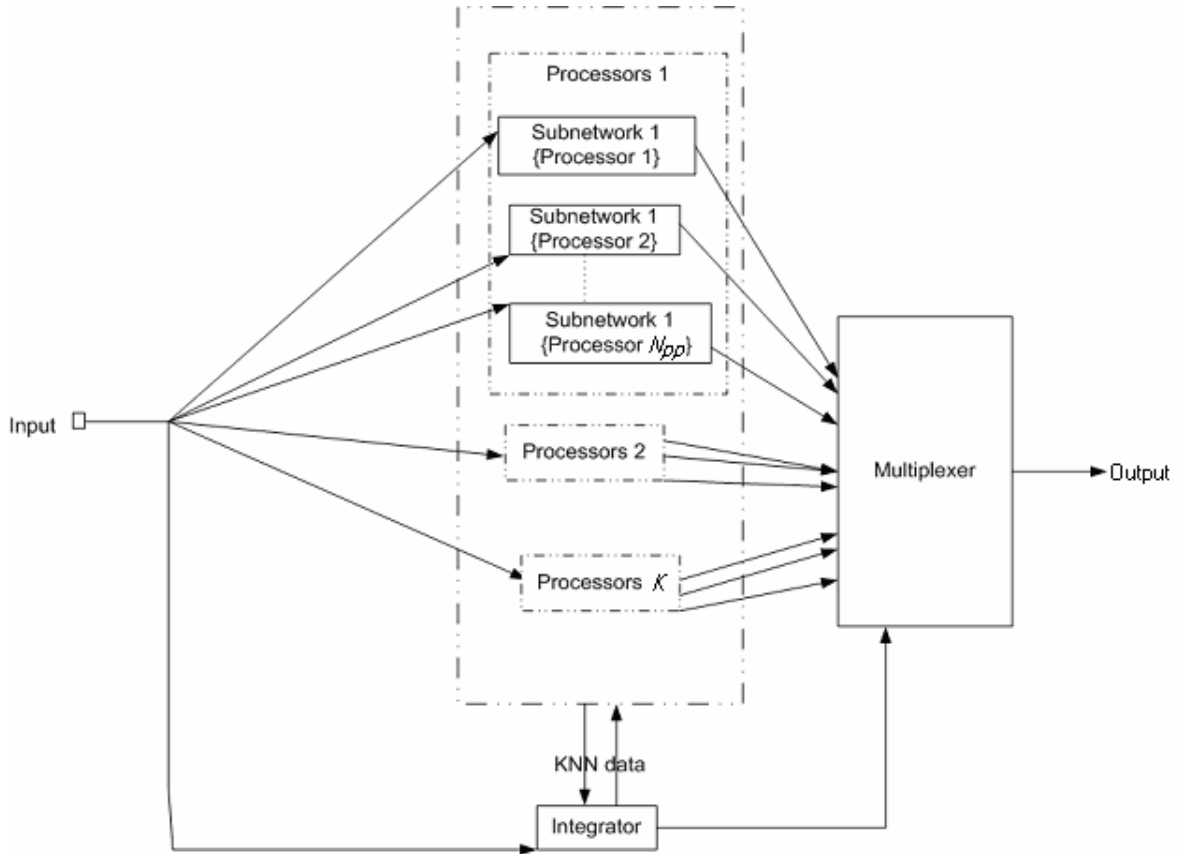 Processors 1
Subnetwork 1
{Processor 1}
Subnetwork 1
{Processor 2}
Subnetwork 1
{Processor Npp}
Input
Processors 2
Multiplexer
Output
Processors K
KNN data
Integrator